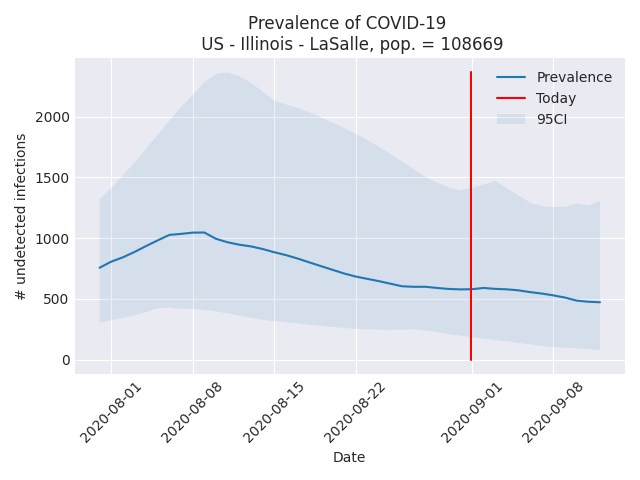 Prevalence of COVID-19
US - Illinois - LaSalle, pop. = 108669
Prevalence
Today
95CI
# undetected infections
2000
1500
1000
500
0
2020-08-01
2020-08-08
2020-08-15
2020-08-22
2020-09-01
2020-09-08
Date